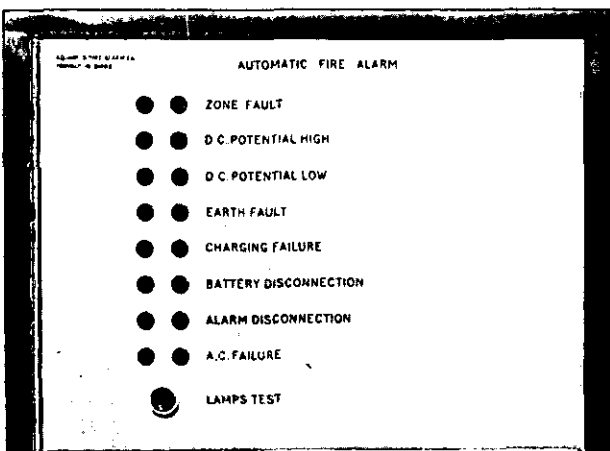 AUTOMATIC FIRE ALARM
ZONE FAULT
D.C. POTENTIAL HIGH
D.C. POTENTIAL LOW
EARTH FAULT
CHARGING FAILURE
BATTERY DISCONNECTION
ALARM DISCONNECTION
A.C. FAILURE
LAMPS TEST